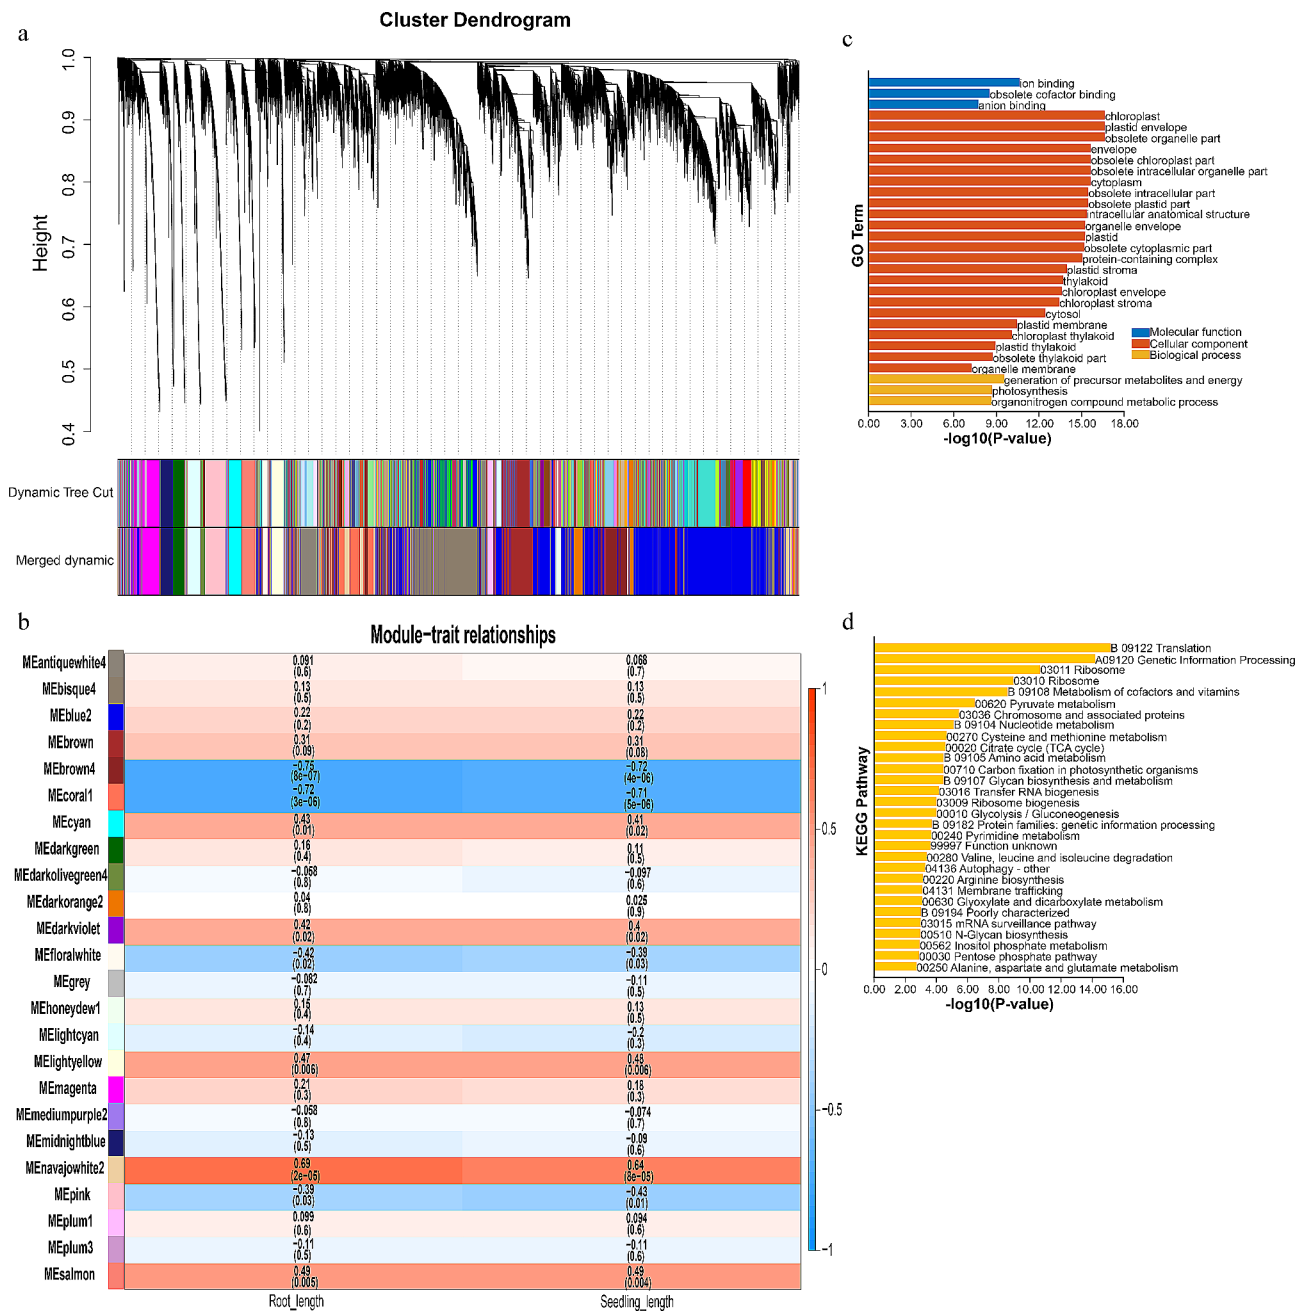 a
Cluster Dendrogram
Height
1.0
0.9
0.8
0.7
0.6
0.5
0.4
Dynamic Tree Cut
Merged dynamic
b
Module−trait relationships
MEantiquewhite4 0.091 (0.6) 0.068 (0.7)
MEbisque4 0.13 (0.5) 0.13 (0.5)
MEblue2 0.22 (0.2) 0.22 (0.2)
MEbrown 0.31 (0.09) 0.31 (0.08)
MEbrown4 −0.75 (8e−07) −0.72 (4e−06)
MEcoral1 −0.72 (3e−06) −0.71 (5e−06)
MEcyan 0.43 (0.01) 0.41 (0.02)
MEdarkgreen 0.16 (0.4) 0.11 (0.5)
MEdarkolivegreen4 −0.058 (0.8) −0.097 (0.6)
MEdarkorange2 0.04 (0.8) 0.025 (0.9)
MEdarkviolet 0.42 (0.02) 0.4 (0.02)
MEfloralwhite −0.42 (0.02) −0.39 (0.03)
MEgrey −0.082 (0.7) −0.11 (0.5)
MEhoneydew1 0.15 (0.4) 0.13 (0.5)
MElightcyan −0.14 (0.4) −0.2 (0.3)
MElightyellow 0.47 (0.006) 0.48 (0.006)
MEmagenta 0.21 (0.3) 0.18 (0.3)
MEmediumpurple2 −0.058 (0.8) −0.074 (0.7)
MEmidnightblue −0.13 (0.5) −0.09 (0.6)
MEnavajowhite2 0.69 (2e−05) 0.64 (8e−05)
MEpink −0.39 (0.03) −0.43 (0.01)
MEplum1 0.099 (0.6) 0.094 (0.6)
MEplum3 −0.11 (0.5) −0.11 (0.6)
MEsalmon 0.49 (0.005) 0.49 (0.004)
Root_length Seedling_length
1
0.5
0
−0.5
−1
c
GO Term
ion binding
obsolete cofactor binding
anion binding
chloroplast
plastid envelope
obsolete organelle part
envelope
obsolete chloroplast part
obsolete intracellular organelle part
cytoplasm
obsolete intracellular part
obsolete plastid part
intracellular anatomical structure
organelle envelope
plastid
obsolete cytoplasmic part
protein-containing complex
plastid stroma
thylakoid
chloroplast envelope
chloroplast stroma
cytosol
plastid membrane
chloroplast thylakoid
plastid thylakoid
obsolete thylakoid part
organelle membrane
generation of precursor metabolites and energy
photosynthesis
organonitrogen compound metabolic process
Molecular function
Cellular component
Biological process
0.00 3.00 6.00 9.00 12.00 15.00 18.00
-log10(P-value)
d
KEGG Pathway
B 09122 Translation
A09120 Genetic Information Processing
03011 Ribosome
03010 Ribosome
B 09108 Metabolism of cofactors and vitamins
00620 Pyruvate metabolism
03036 Chromosome and associated proteins
B 09104 Nucleotide metabolism
00270 Cysteine and methionine metabolism
00020 Citrate cycle (TCA cycle)
B 09105 Amino acid metabolism
00710 Carbon fixation in photosynthetic organisms
B 09107 Glycan biosynthesis and metabolism
03016 Transfer RNA biogenesis
03009 Ribosome biogenesis
00010 Glycolysis / Gluconeogenesis
B 09182 Protein families: genetic information processing
00240 Pyrimidine metabolism
99997 Function unknown
00280 Valine, leucine and isoleucine degradation
04136 Autophagy - other
00220 Arginine biosynthesis
04131 Membrane trafficking
00630 Glyoxylate and dicarboxylate metabolism
B 09194 Poorly characterized
03015 mRNA surveillance pathway
00510 N-Glycan biosynthesis
00562 Inositol phosphate metabolism
00030 Pentose phosphate pathway
00250 Alanine, aspartate and glutamate metabolism
0.00 2.00 4.00 6.00 8.00 10.00 12.00 14.00 16.00
-log10(P-value)